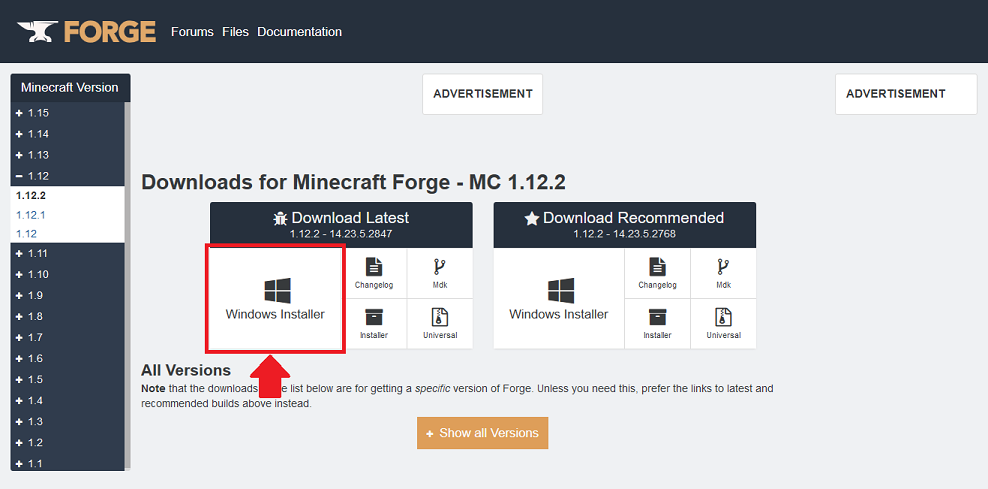 FORGE
Forums Files Documentation
Minecraft Version
1.15
1.14
1.13
1.12
1.12.2
1.12.1
1.12
1.11
1.10
1.9
1.8
1.7
1.6
1.5
1.4
1.3
1.2
1.1
ADVERTISEMENT
ADVERTISEMENT
Downloads for Minecraft Forge - MC 1.12.2
Download Latest
1.12.2 - 14.23.5.2847
Windows Installer
Changelog
Mdk
Installer
Universal
Download Recommended
1.12.2 - 14.23.5.2768
Windows Installer
Changelog
Mdk
Installer
Universal
All Versions
Note that the downloads list below are for getting a specific version of Forge. Unless you need this, prefer the links to latest and
recommended builds above instead.
+ Show all Versions